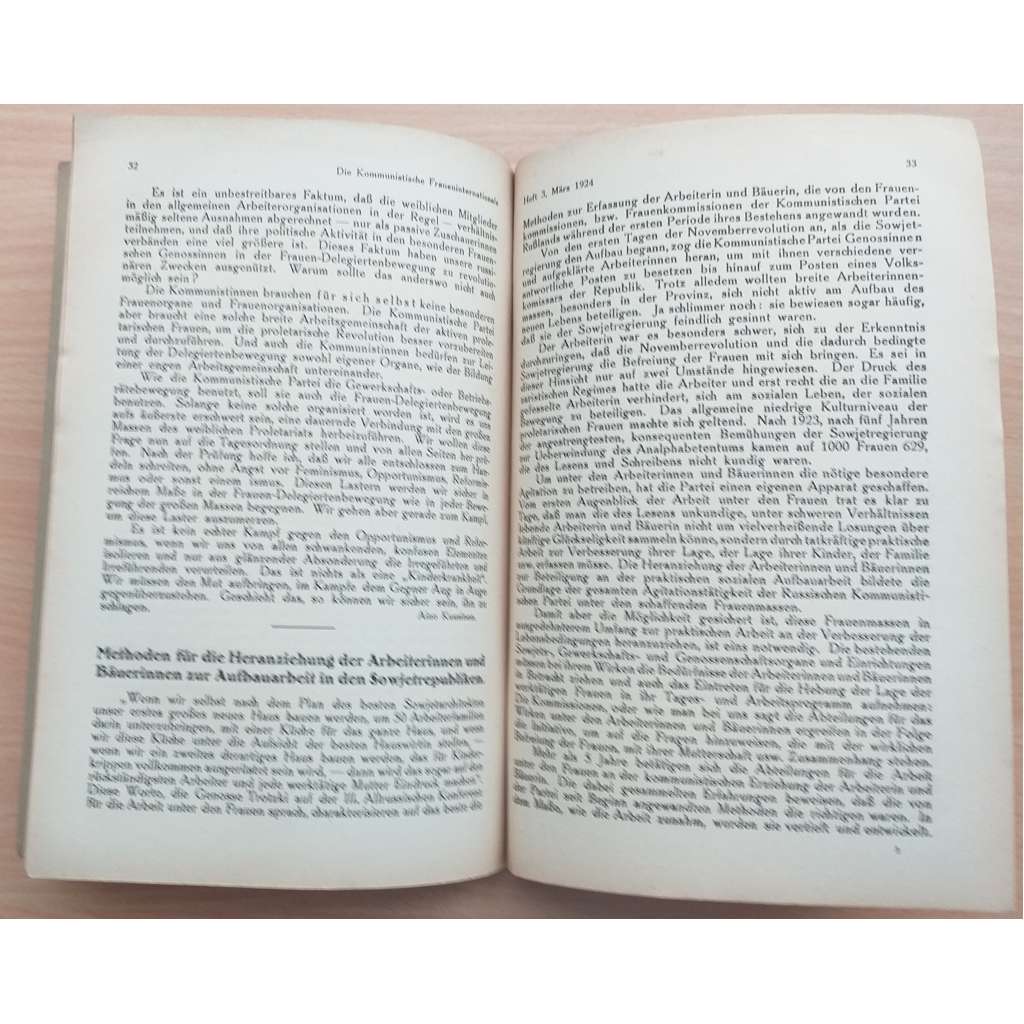 32
Die Kommunistische Fraueninternationale
Es ist ein unbestreitbares Faktum, daß die weiblichen Mitglieder
in den allgemeinen Arbeiterorganisationen in der Regel — verhältnis-
mäßig seltene Ausnahmen abgerechnet — nur als passive Zuschauerinnen
teilnehmen, und daß ihre politische Aktivität in den besonderen Frauen-
verbänden eine viel größere ist. Dieses Faktum haben unsere russi-
schen Genossinnen in der Frauen-Delegiertenbewegung zu revolutio-
nären Zwecken ausgenützt. Warum sollte das anderswo nicht auch
möglich sein?
Die Kommunistinnen brauchen für sich selbst keine besonderen
Frauenorgane und Frauenorganisationen. Die Kommunistische Partei
aber braucht eine solche breite Arbeitsgemeinschaft der aktiven prole-
tarischen Frauen, um die proletarische Revolution besser vorzubereiten
und durchzuführen. Und auch die Kommunistinnen bedürfen zur Lei-
tung der Delegiertenbewegung sowohl eigener Organe, wie der Bildung
einer engen Arbeitsgemeinschaft untereinander.
Wie die Kommunistische Partei die Gewerkschafts- oder Betriebs-
rätebewegung benutzt, soll sie auch die Frauen-Delegiertenbewegung
benutzen. Solange keine solche organisiert worden ist, wird es uns
aufs äußerste erschwert sein, eine dauernde Verbindung mit den großen
Massen des weiblichen Proletariats herbeizuführen. Wir wollen diese
Frage nun auf die Tagesordnung stellen und von allen Seiten her prü-
fen. Nach der Prüfung hoffe ich, daß wir alle entschlossen zum Han-
deln schreiten, ohne Angst vor Feminismus, Opportunismus, Reformis-
mus oder sonst einem ismus. Diesen Lastern werden wir sicher in
reichem Maße in der Frauen-Delegiertenbewegung wie in jeder Bewe-
gung der großen Massen begegnen. Wir gehen aber gerade zum Kampf,
um diese Laster auszumerzen.
Es ist kein echter Kampf gegen den Opportunismus und Refor-
mismus, wenn wir uns von allen schwankenden, konfusen Elementen
isolieren und nur aus glänzender Absonderung die Irregeführten und
Irreführenden verurteilen. Das ist nichts als eine „Kinderkrankheit“.
Wir müssen den Mut aufbringen, im Kampfe dem Gegner Aug in Auge
gegenüberzustehen. Geschieht das, so können wir sicher sein, ihn zu
schlagen.
Aino Kuusinen.
Methoden für die Heranziehung der Arbeiterinnen und
Bäuerinnen zur Aufbauarbeit in den Sowjetrepubliken.
„Wenn wir selbst nach dem Plan des besten Sowjetarchitekten
unser erstes großes neues Haus bauen werden, um 50 Arbeiterfamilien
darin unterzubringen, mit einer Küche für das ganze Haus, und wenn
wir diese Küche unter die Aufsicht der besten Hauswirtin stellen, —
wenn wir ein zweites derartiges Haus bauen werden, das für Kinder-
krippen vollkommen ausgerüstet sein wird, — dann wird das sogar auf den
rückständigsten Arbeiter und jede werktätige Mutter Eindruck machen“.
Diese Worte, die Genosse Trotzki auf der III. Allrussischen Konferenz
für die Arbeit unter den Frauen sprach, charakterisieren auf das beste die
Heft 3, März 1924
33
Methoden zur Erfassung der Arbeiterin und Bäuerin, die von den Frauen-
kommissionen, bzw. Frauenkommissionen der Kommunistischen Partei
Rußlands während der ersten Periode ihres Bestehens angewandt wurden.
Von den ersten Tagen der Novemberrevolution an, als die Sowjet-
regierung den Aufbau begann, zog die Kommunistische Partei Genossinnen
und aufgeklärte Arbeiterinnen heran, um mit ihnen verschiedene ver-
antwortliche Posten zu besetzen bis hinauf zum Posten eines Volks-
komissars der Republik. Trotz alledem wollten breite Arbeiterinnen-
massen, besonders in der Provinz, sich nicht aktiv am Aufbau des
neuen Lebens beteiligen. Ja schlimmer noch: sie bewiesen sogar häufig,
daß sie der Sowjetregierung feindlich gesinnt waren.
Der Arbeiterin war es besonders schwer, sich zu der Erkenntnis
durchzuringen, daß die Novemberrevolution und die dadurch bedingte
Sowjetregierung die Befreiung der Frauen mit sich bringen. Es sei in
dieser Hinsicht nur auf zwei Umstände hingewiesen. Der Druck des
zaristischen Regimes hatte die Arbeiter und erst recht die an die Familie
gefesselte Arbeiterin verhindert, sich am sozialen Leben, der sozialen
Bewegung zu beteiligen. Das allgemeine niedrige Kulturniveau der
proletarischen Frauen machte sich geltend. Nach 1923, nach fünf Jahren
der angestrengtesten, konsequenten Bemühungen der Sowjetregierung
zur Ueberwindung des Analphabetentums kamen auf 1000 Frauen 629,
die des Lesens und Schreibens nicht kundig waren.
Um unter den Arbeiterinnen und Bäuerinnen die nötige besondere
Agitation zu betreiben, hat die Partei einen eigenen Apparat geschaffen.
Vom ersten Augenblick der Arbeit unter den Frauen trat es klar zu
Tage, daß man die des Lesens unkundige, unter schweren Verhältnissen
lebende Arbeiterin und Bäuerin nicht um vielverheißende Losungen über
künftige Glückseligkeit sammeln könne, sondern durch tatkräftige praktische
Arbeit zur Verbesserung ihrer Lage, der Lage ihrer Kinder, der Familie
usw. erfassen müsse. Die Heranziehung der Arbeiterinnen und Bäuerinnen
zur Beteiligung an der praktischen sozialen Aufbauarbeit bildete die
Grundlage der gesamten Agitationstätigkeit der Russischen Kommunisti-
schen Partei unter den schaffenden Frauenmassen.
Damit aber die Möglichkeit gesichert ist, diese Frauenmassen in
ausgedehnterem Umfang zur praktischen Arbeit an der Verbesserung der
Lebensbedingungen heranzuziehen, ist eins notwendig. Die bestehenden
Sowjet-, Gewerkschafts- und Genossenschaftsorgane und Einrichtungen
müssen bei ihrem Wirken die Bedürfnisse der Arbeiterinnen und Bäuerinnen
in Betracht ziehen und auch das Eintreten für die Hebung der Lage der
werktätigen Frauen in ihr Tages- und Arbeitsprogramm aufnehmen:
Die Kommissionen, oder wie man bei uns sagt die Abteilungen für das
Wirken unter den Arbeiterinnen und Bäuerinnen ergreifen in der Folge
die Initiative, um auf die Fragen hinzuweisen, die mit der wirklichen
Befreiung der Frauen, mit ihrer Mutterschaft usw. Zusammenhang stehen.
Mehr als 5 Jahre betätigen sich die Abteilungen für die Arbeit
unter den Frauen an der kommunistischen Erziehung der Arbeiterin und
Bäuerin. Die dabei gesammelten Erfahrungen beweisen, daß die von
der Partei seit Beginn angewandten Methoden die richtigen waren. In
dem Maße, wie die Arbeit zunahm, wurden sie vertieft und entwickelt.